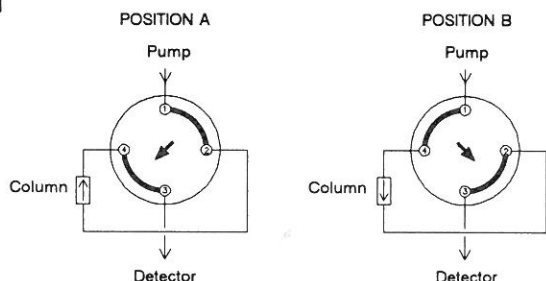 POSITION A
Pump
1
2
3
4
Column
Detector
POSITION B
Pump
1
2
3
4
Column
Detector